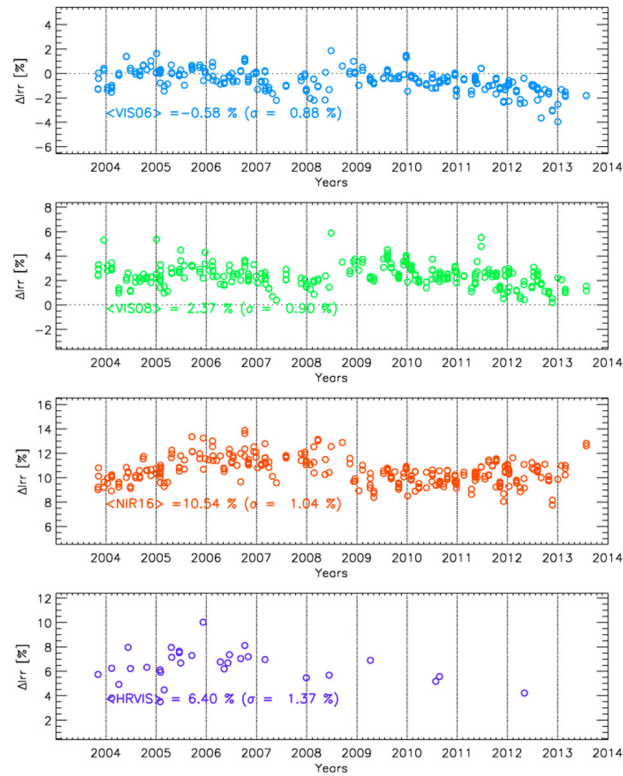 ΔIrr [%]
4
2
0
−2
−4
−6
<VIS06> =−0.58 % (σ = 0.88 %)
2004 2005 2006 2007 2008 2009 2010 2011 2012 2013 2014
Years
ΔIrr [%]
8
6
4
2
0
−2
<VIS08> = 2.37 % (σ = 0.90 %)
2004 2005 2006 2007 2008 2009 2010 2011 2012 2013 2014
Years
ΔIrr [%]
16
14
12
10
8
6
<NIR16> =10.54 % (σ = 1.04 %)
2004 2005 2006 2007 2008 2009 2010 2011 2012 2013 2014
Years
ΔIrr [%]
12
10
8
6
4
2
0
<HRVIS> = 6.40 % (σ = 1.37 %)
2004 2005 2006 2007 2008 2009 2010 2011 2012 2013 2014
Years